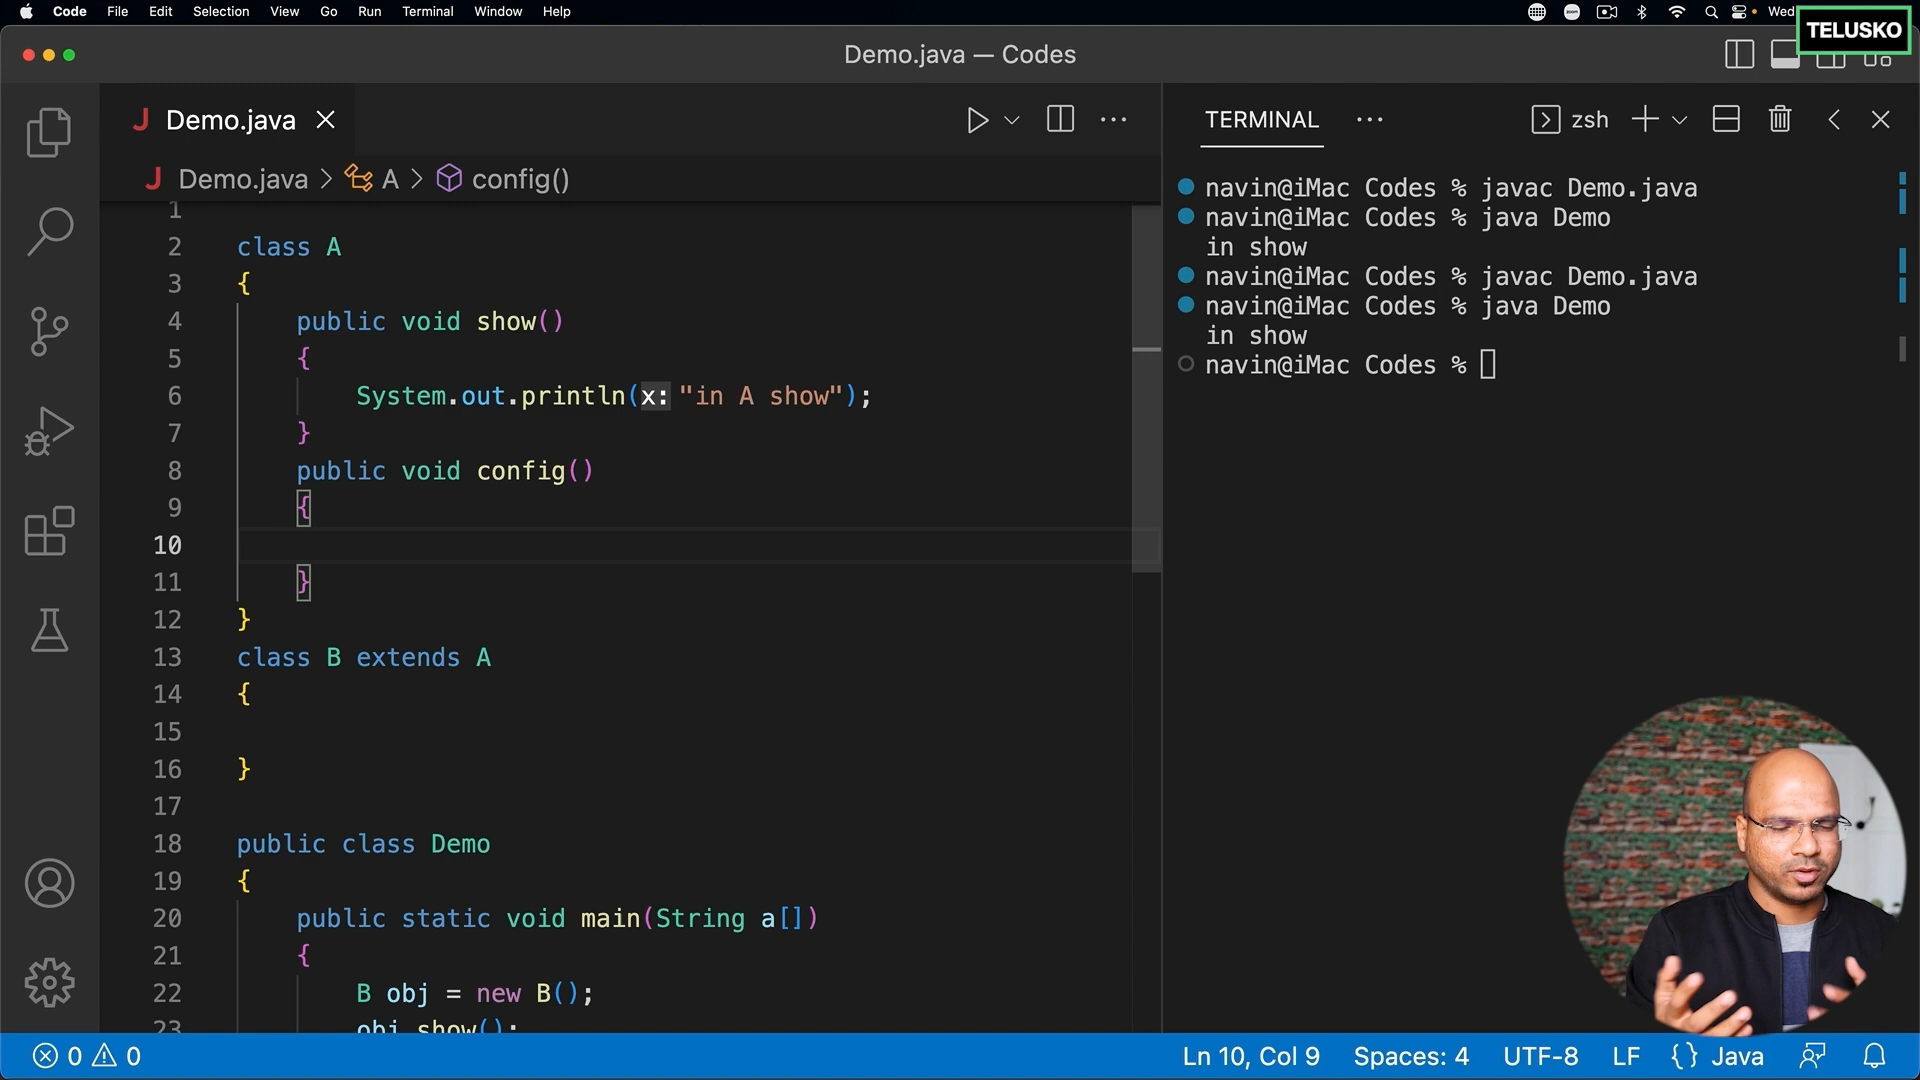 Code File Edit Selection View Go Run Terminal Window Help
zoom
Wed
TELUSKO
Demo.java — Codes
J Demo.java
TERMINAL
zsh
J Demo.java > A > config()
1
2 class A
3 {
4 public void show()
5 {
6 System.out.println(x: "in A show");
7 }
8 public void config()
9 {
10
11 }
12 }
13 class B extends A
14 {
15
16 }
17
18 public class Demo
19 {
20 public static void main(String a[])
21 {
22 B obj = new B();
23 obj.show();
navin@iMac Codes % javac Demo.java
navin@iMac Codes % java Demo
in show
navin@iMac Codes % javac Demo.java
navin@iMac Codes % java Demo
in show
navin@iMac Codes %
0 0
Ln 10, Col 9 Spaces: 4 UTF-8 LF {} Java